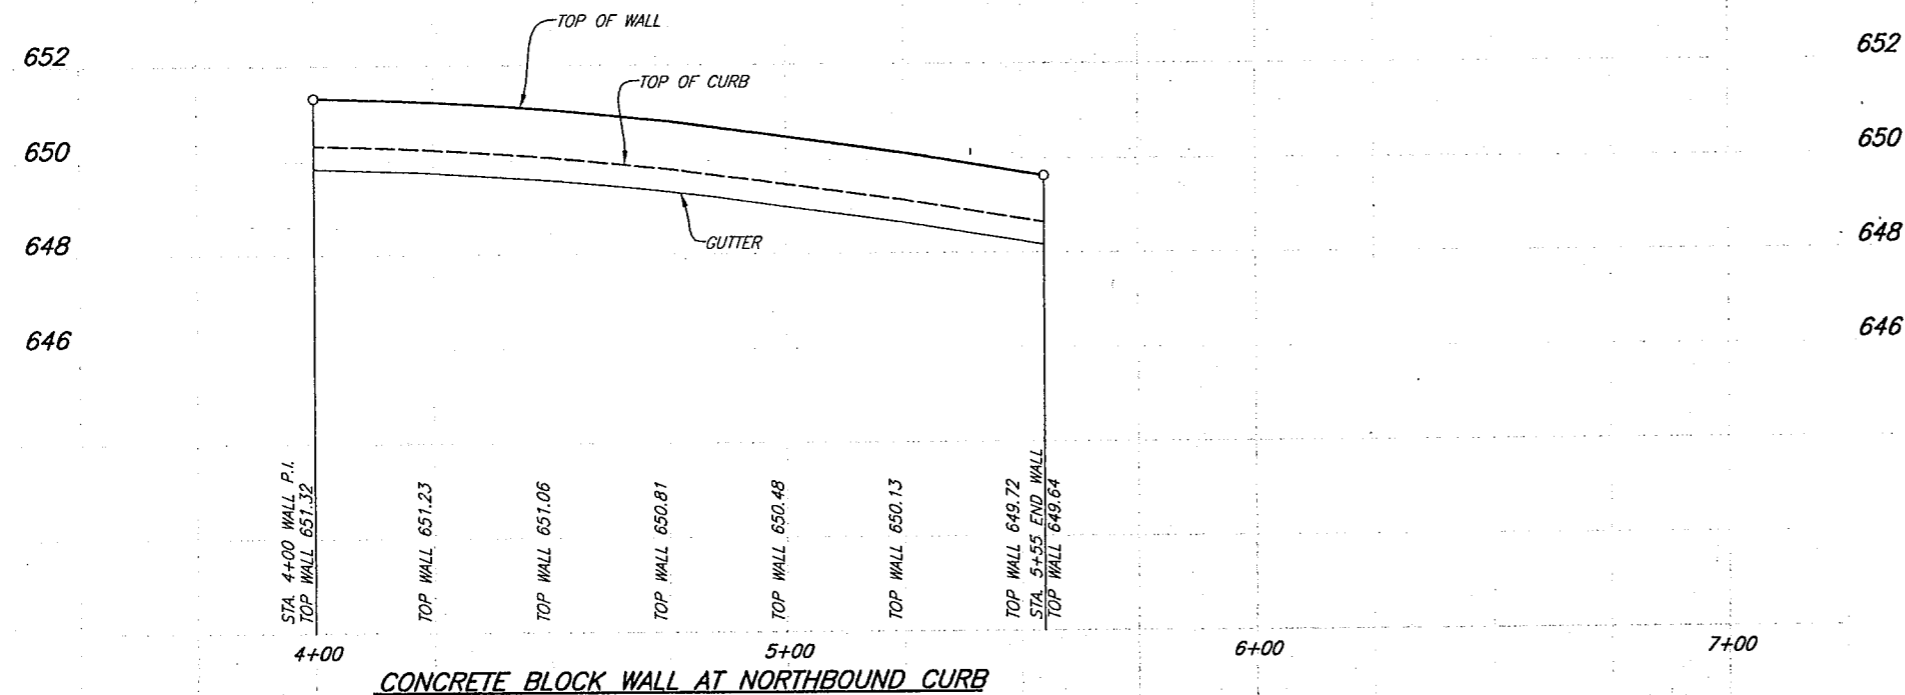 TOP OF WALL
652
652
TOP OF CURB
650
650
GUTTER
648
648
646
646
STA. 4+00 WALL P.I.
TOP WALL 651.32
TOP WALL 651.23
TOP WALL 651.06
TOP WALL 650.81
TOP WALL 650.48
TOP WALL 650.13
TOP WALL 649.72
STA. 5+55 END WALL
TOP WALL 649.64
4+00
5+00
6+00
7+00
CONCRETE BLOCK WALL AT NORTHBOUND CURB